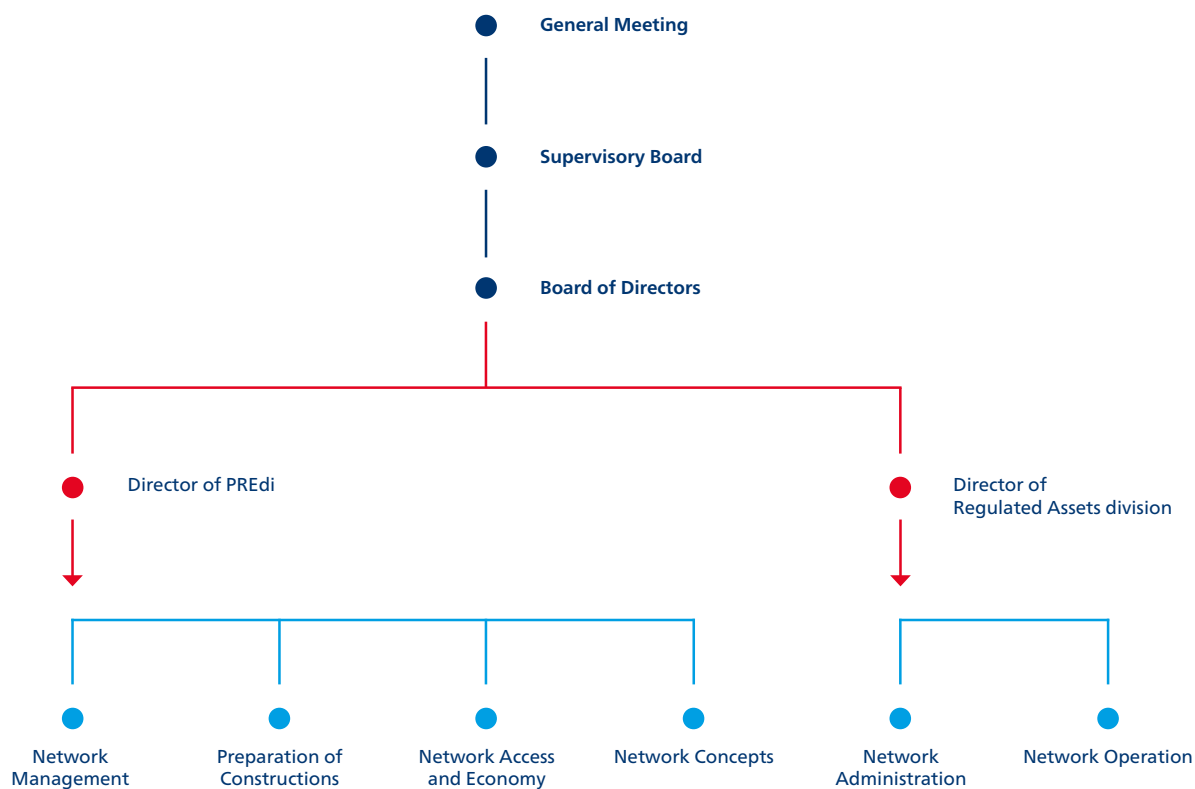 General Meeting
Supervisory Board
Board of Directors
Director of PREdi
Director of
Regulated Assets division
Network
Management
Preparation of
Constructions
Network Access
and Economy
Network Concepts
Network
Administration
Network Operation